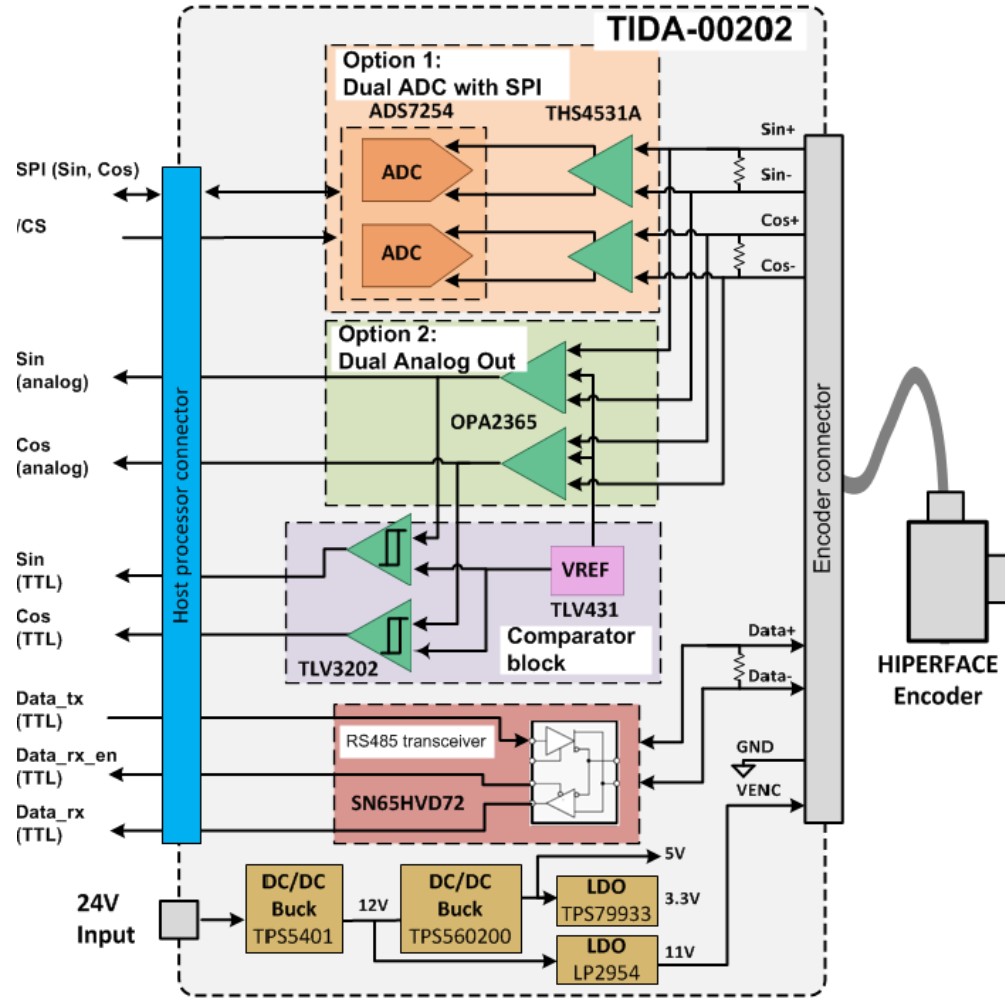 TIDA-00202
Option 1:
Dual ADC with SPI
ADS7254
THS4531A
ADC
ADC
Sin+
Sin-
Cos+
Cos-
SPI (Sin, Cos)
/CS
Option 2:
Dual Analog Out
OPA2365
Sin
(analog)
Cos
(analog)
Host processor connector
Encoder connector
Sin
(TTL)
Cos
(TTL)
VREF
TLV431
TLV3202
Comparator
block
HIPERFACE
Encoder
Data+
Data-
Data_tx
(TTL)
Data_rx_en
(TTL)
Data_rx
(TTL)
RS485 transceiver
SN65HVD72
GND
VENC
24V
Input
DC/DC
Buck
TPS5401
12V
DC/DC
Buck
TPS560200
5V
LDO
TPS79933
3.3V
LDO
LP2954
11V